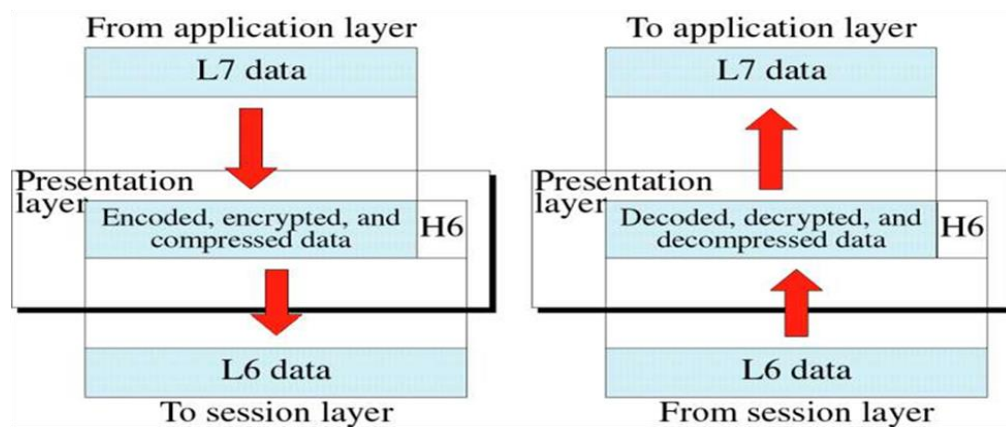 From application layer
L7 data
Presentation
layer
Encoded, encrypted, and
compressed data
H6
L6 data
To session layer
To application layer
L7 data
Presentation
layer
Decoded, decrypted, and
decompressed data
H6
L6 data
From session layer